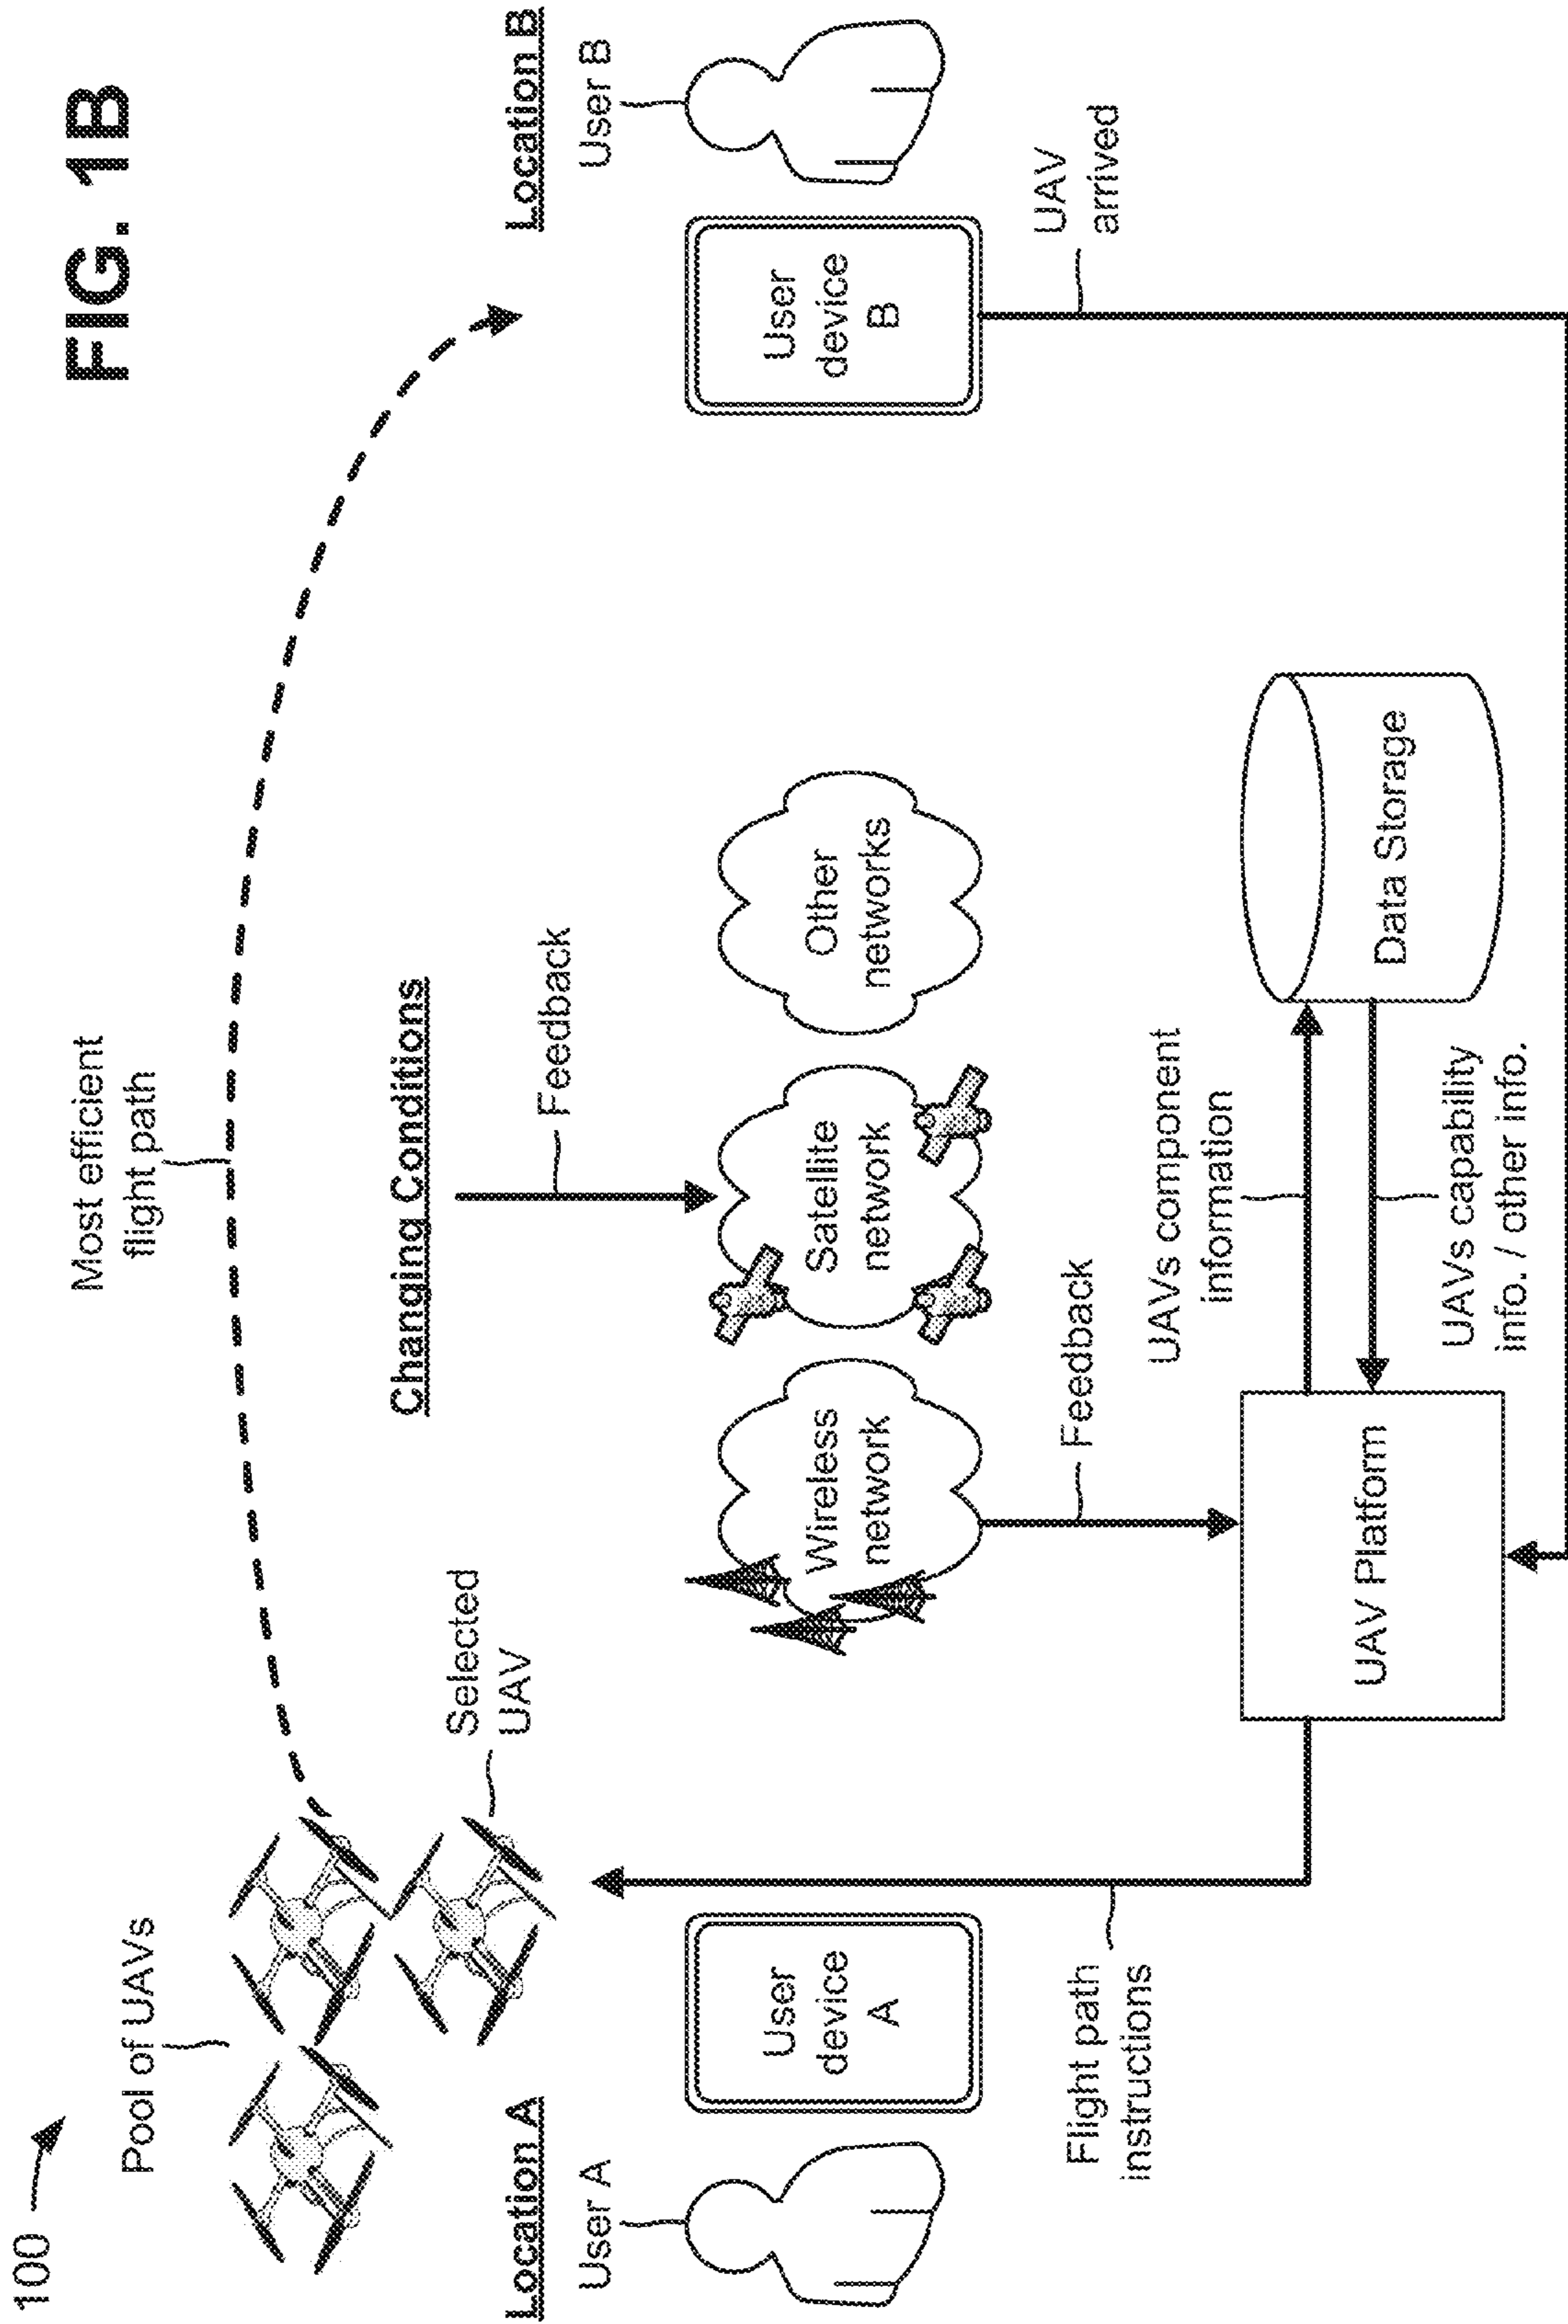 100
FIG. 1B
Pool of UAVs
Most efficient
flight path
Selected
UAV
Changing Conditions
Feedback
Location A
User A
User
device
A
Location B
User B
User
device
B
Wireless
network
Satellite
network
Other
networks
UAV
arrived
Flight path
instructions
Feedback
UAVs component
information
UAV Platform
Data Storage
UAVs capability
info. / other info.